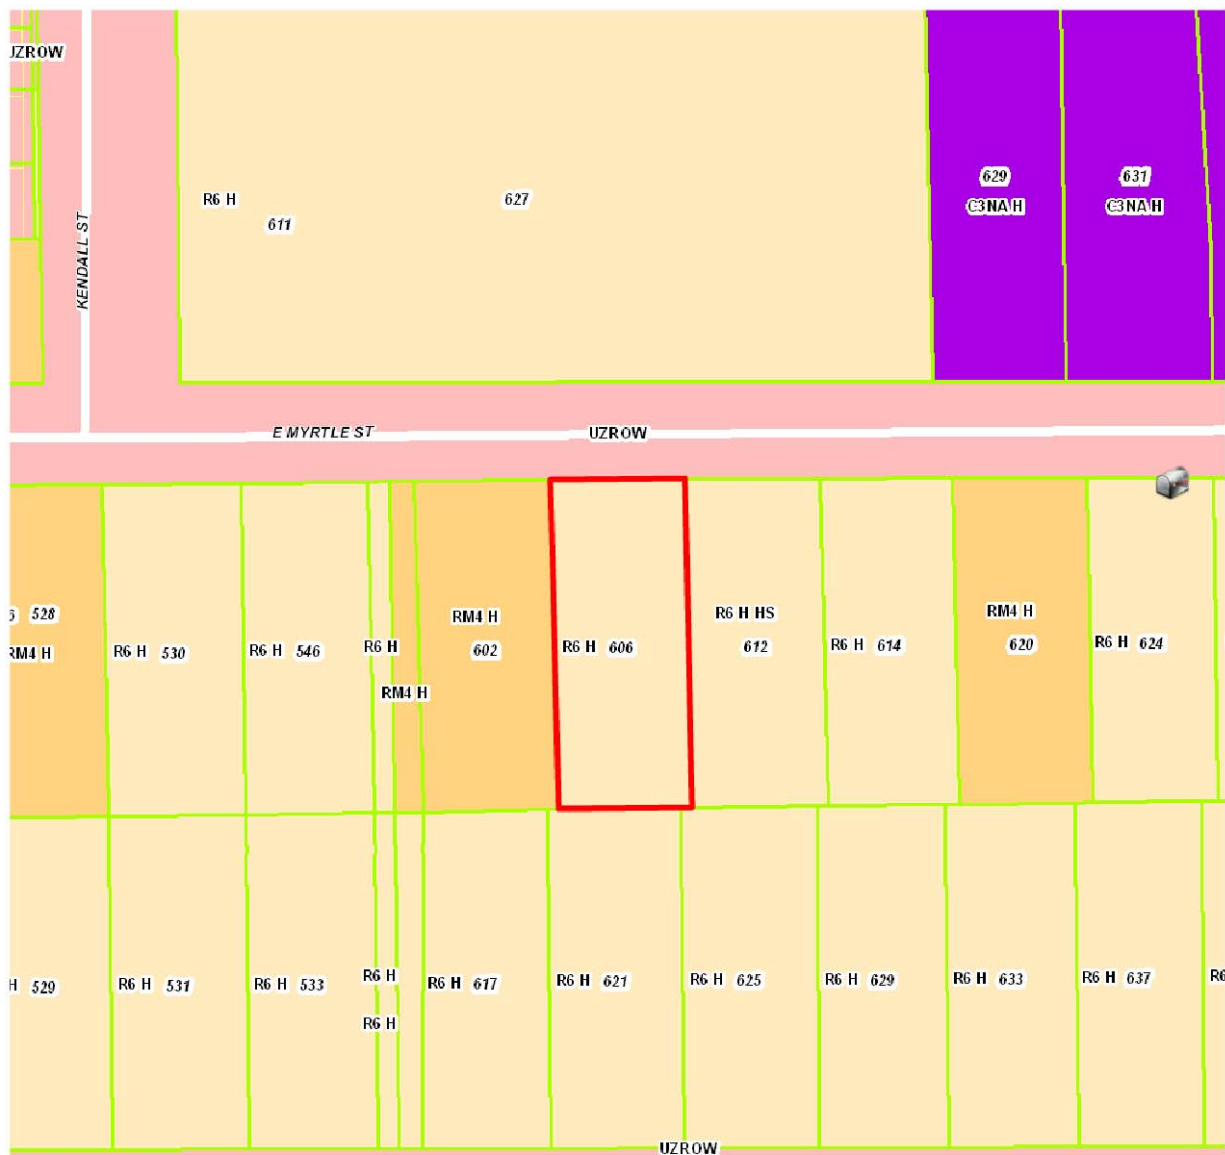 UZROW
629
631
R6 H
627
C3NA H
C3NA H
611
KENDALL ST
E MYRTLE ST
UZROW
528
RM4 H
R6 H 530
R6 H 546
R6 H
RM4 H
RM4 H
602
R6 H 606
R6 H HS
612
R6 H 614
RM4 H
620
R6 H 624
H 529
R6 H 531
R6 H 533
R6 H
R6 H
R6 H 617
R6 H 621
R6 H 625
R6 H 629
R6 H 633
R6 H 637
R6
UZROW